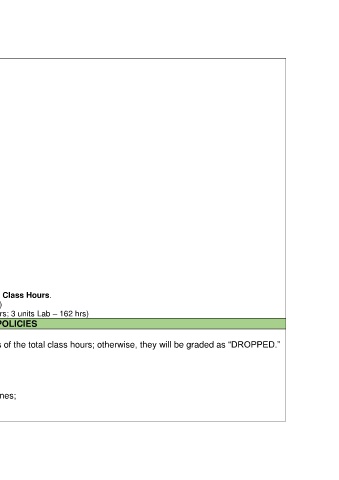 Class Hours.
)
rs; 3 units Lab – 162 hrs)
POLICIES
s of the total class hours; otherwise, they will be graded as “DROPPED.”
nes;